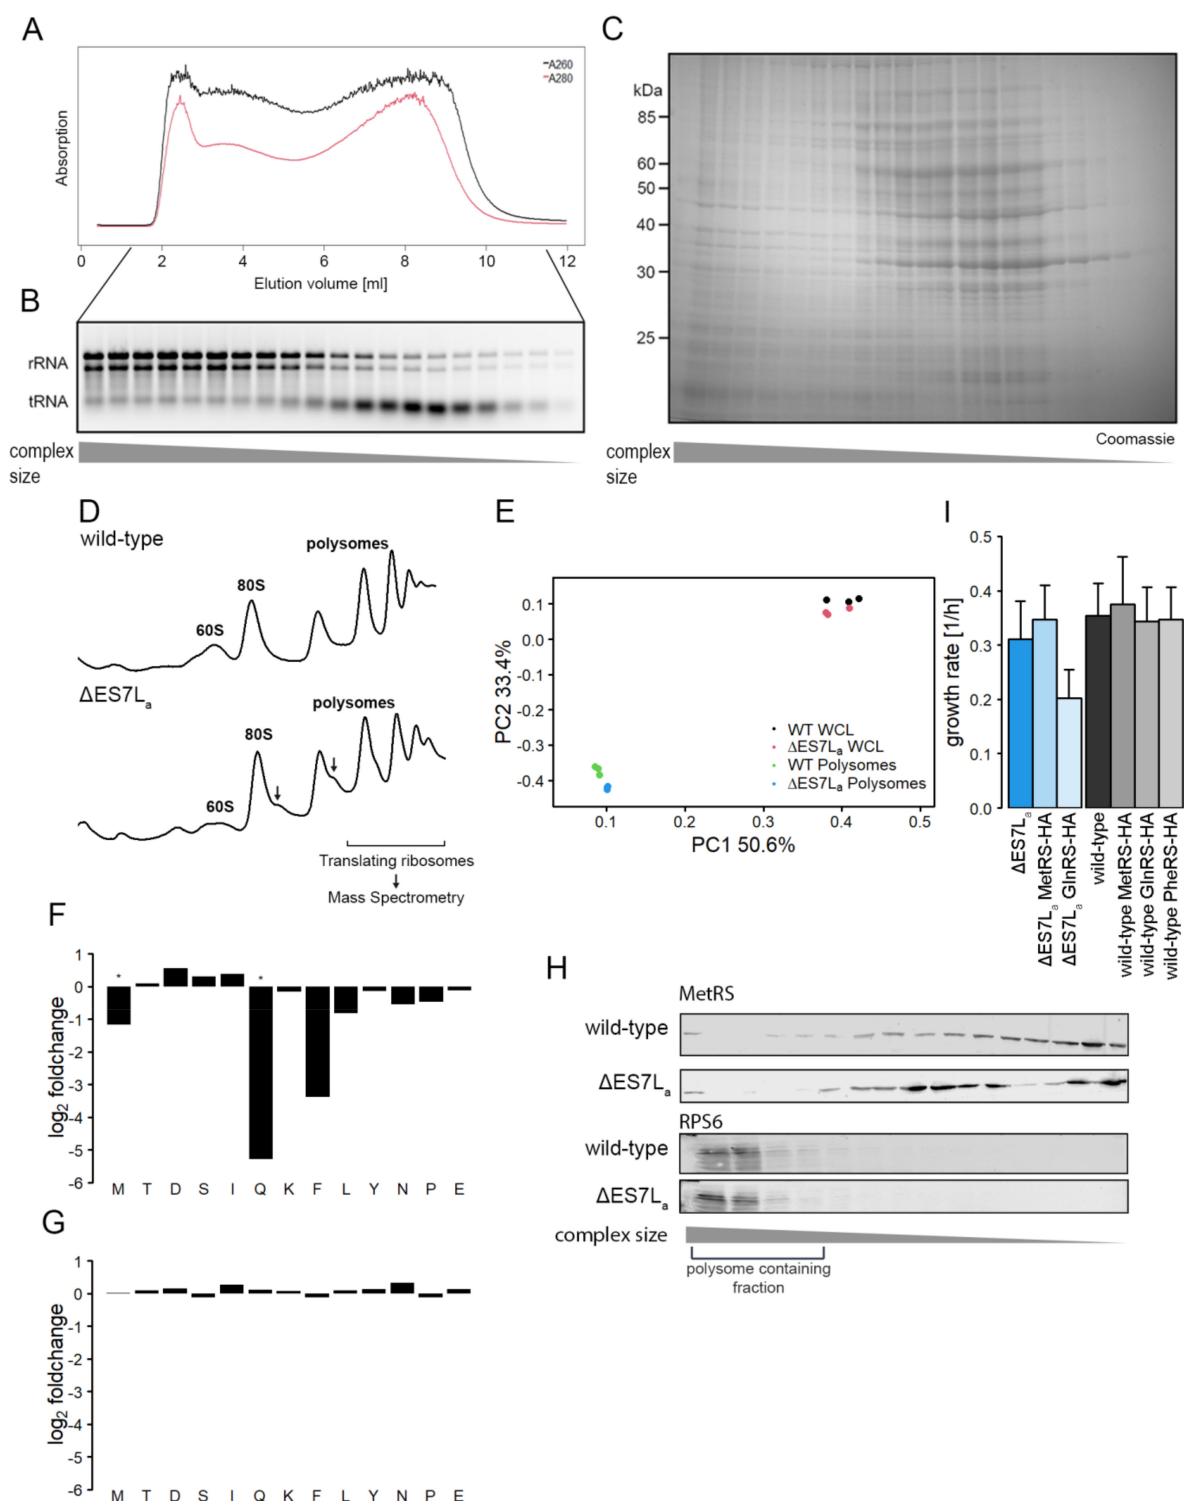 A
A260
A280
Absorption
0 2 4 6 8 10 12
Elution volume [ml]
B
rRNA
tRNA
complex
size
C
kDa
85
60
50
40
30
25
Coomassie
complex
size
D
wild-type
polysomes
80S
60S
ΔES7La
polysomes
80S
60S
Translating ribosomes
Mass Spectrometry
E
PC2 33.4%
0.1
0.0
-0.1
-0.2
-0.3
-0.4
WT WCL
ΔES7La WCL
WT Polysomes
ΔES7La Polysomes
0.1 0.2 0.3 0.4 0.5
PC1 50.6%
I
growth rate [1/h]
0.5
0.4
0.3
0.2
0.1
0.0
ΔES7La
ΔES7La MetRS-HA
ΔES7La GlnRS-HA
wild-type
wild-type MetRS-HA
wild-type GlnRS-HA
wild-type PheRS-HA
F
log2 foldchange
1
0
-1
-2
-3
-4
-5
-6
* *
M T D S I Q K F L Y N P E
G
log2 foldchange
1
0
-1
-2
-3
-4
-5
-6
M T D S I Q K F L Y N P E
H
MetRS
wild-type
ΔES7La
RPS6
wild-type
ΔES7La
complex size
polysome containing
fraction